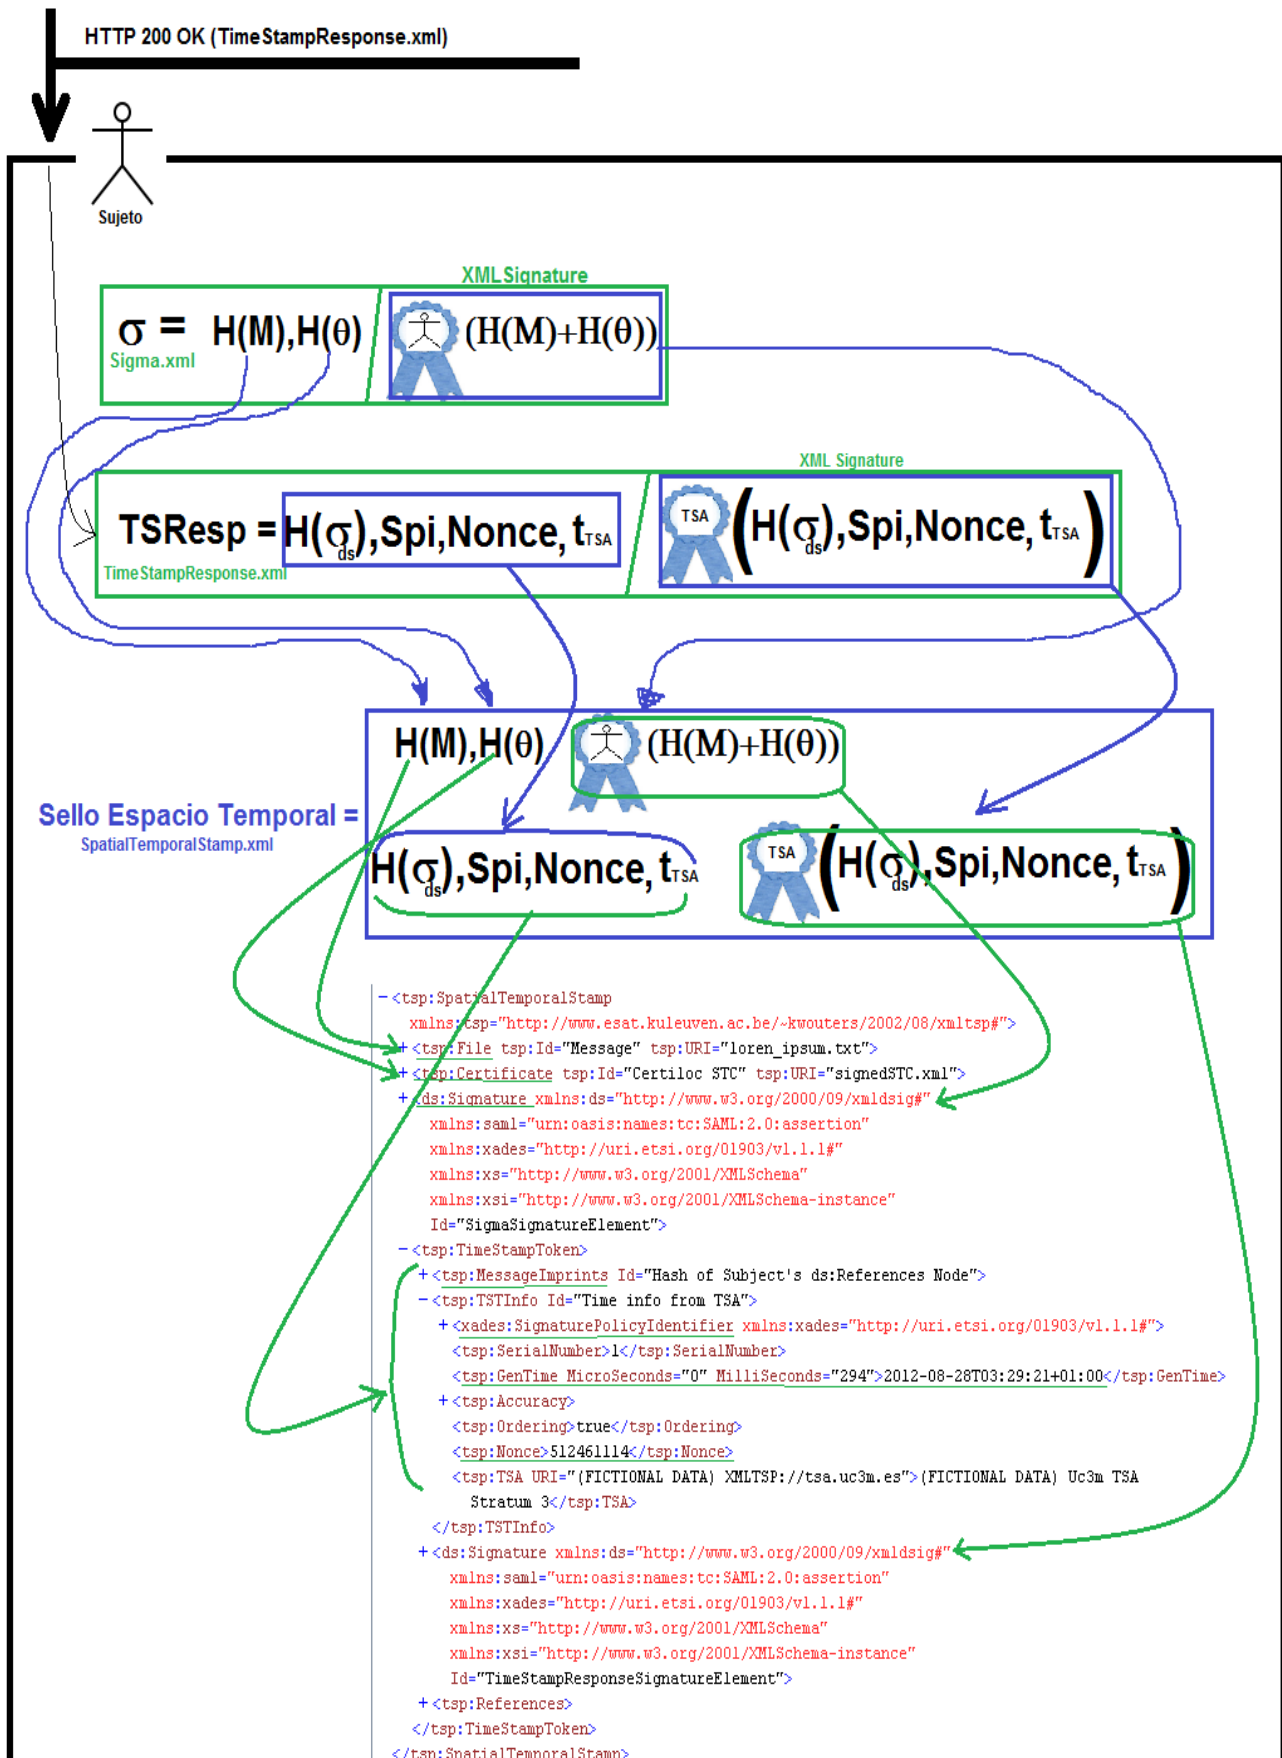 HTTP 200 OK (TimeStampResponse.xml)
Sujeto
XMLSignature
σ = H(M),H(θ) (H(M)+H(θ))
Sigma.xml
XML Signature
TSResp = H(σds),Spi,Nonce, tTSA TSA (H(σds),Spi,Nonce, tTSA)
TimeStampResponse.xml
H(M),H(θ) (H(M)+H(θ))
Sello Espacio Temporal =
SpatialTemporalStamp.xml
H(σds),Spi,Nonce, tTSA TSA (H(σds),Spi,Nonce, tTSA)
-<tsp:SpatialTemporalStamp
xmlns:tsp="http://www.esat.kuleuven.ac.be/~kwouters/2002/08/xmltsp#">
+<tsp:File tsp:Id="Message" tsp:URI="loren_ipsum.txt">
+<tsp:Certificate tsp:Id="Certiloc STC" tsp:URI="signedSTC.xml">
+<ds:Signature xmlns:ds="http://www.w3.org/2000/09/xmldsig#"
xmlns:saml="urn:oasis:names:tc:SAML:2.0:assertion"
xmlns:xades="http://uri.etsi.org/01903/v1.1.1#"
xmlns:xs="http://www.w3.org/2001/XMLSchema"
xmlns:xsi="http://www.w3.org/2001/XMLSchema-instance"
Id="SigmaSignatureElement">
-<tsp:TimeStampToken>
+<tsp:MessageImprints Id="Hash of Subject's ds:References Node">
-<tsp:TSTInfo Id="Time info from TSA">
+<xades:SignaturePolicyIdentifier xmlns:xades="http://uri.etsi.org/01903/v1.1.1#">
<tsp:SerialNumber>1</tsp:SerialNumber>
<tsp:GenTime MicroSeconds="0" MilliSeconds="294">2012-08-28T03:29:21+01:00</tsp:GenTime>
+<tsp:Accuracy>
<tsp:Ordering>true</tsp:Ordering>
<tsp:Nonce>512461114</tsp:Nonce>
<tsp:TSA URI="(FICTIONAL DATA) XMLTSP://tsa.uc3m.es">(FICTIONAL DATA) Uc3m TSA
Stratum 3</tsp:TSA>
</tsp:TSTInfo>
+<ds:Signature xmlns:ds="http://www.w3.org/2000/09/xmldsig#"
xmlns:saml="urn:oasis:names:tc:SAML:2.0:assertion"
xmlns:xades="http://uri.etsi.org/01903/v1.1.1#"
xmlns:xs="http://www.w3.org/2001/XMLSchema"
xmlns:xsi="http://www.w3.org/2001/XMLSchema-instance"
Id="TimeStampResponseSignatureElement">
+<tsp:References>
</tsp:TimeStampToken>
</tsp:SpatialTemporalStamp>